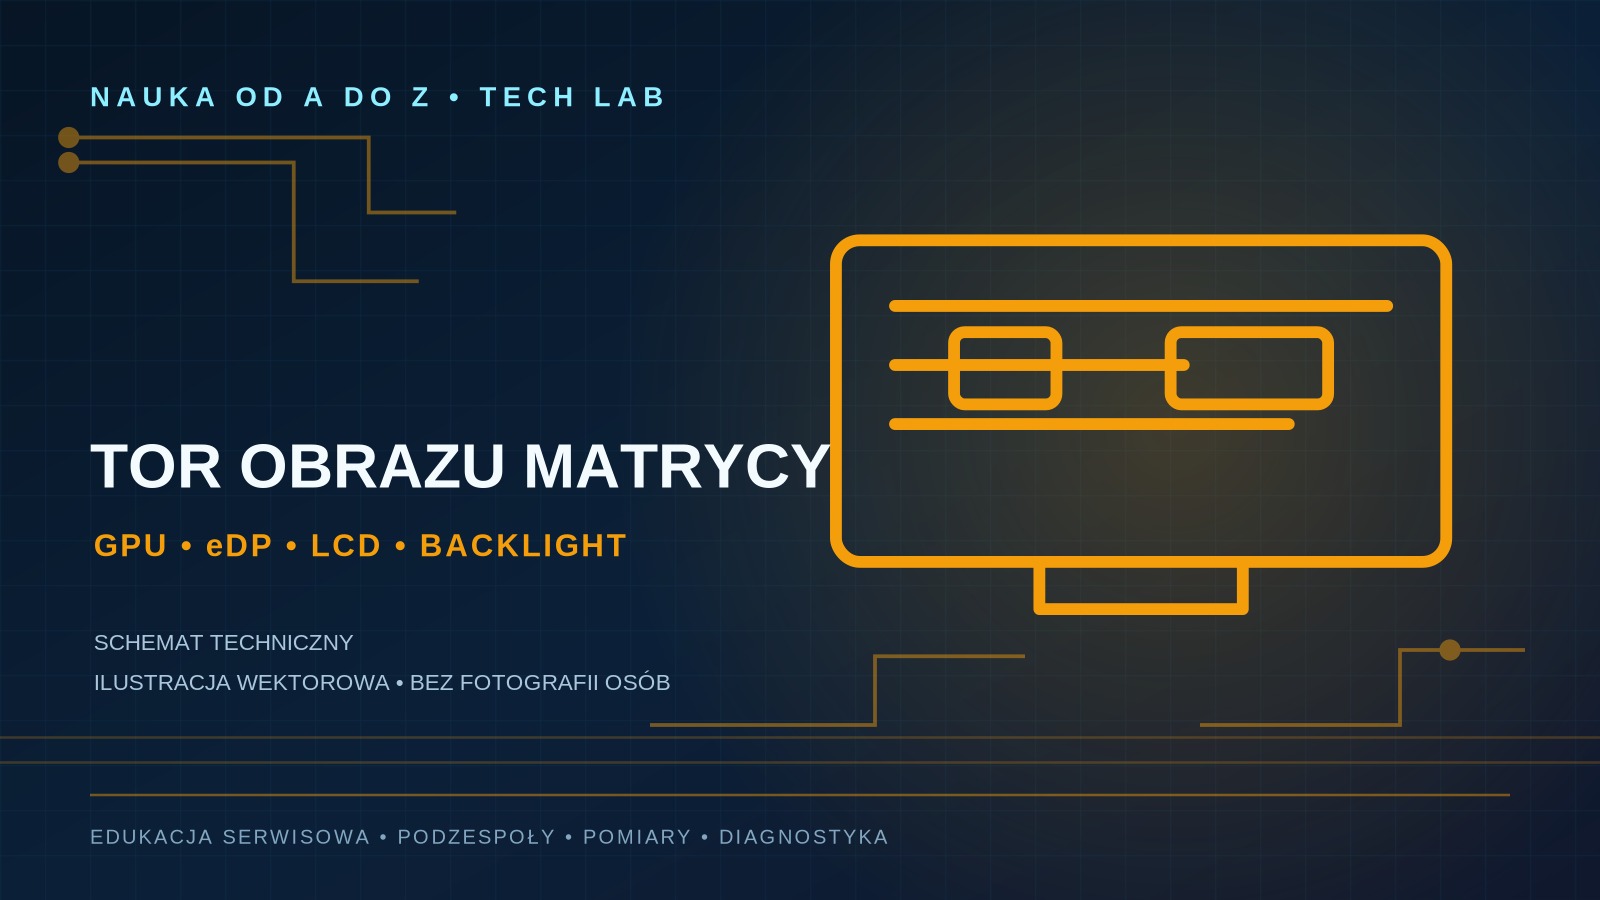 NAUKA OD A DO Z • TECH LAB
TOR OBRAZU MATRYCY
GPU • eDP • LCD • BACKLIGHT
SCHEMAT TECHNICZNY
ILUSTRACJA WEKTOROWA • BEZ FOTOGRAFII OSÓB
EDUKACJA SERWISOWA • PODZESPOŁY • POMIARY • DIAGNOSTYKA